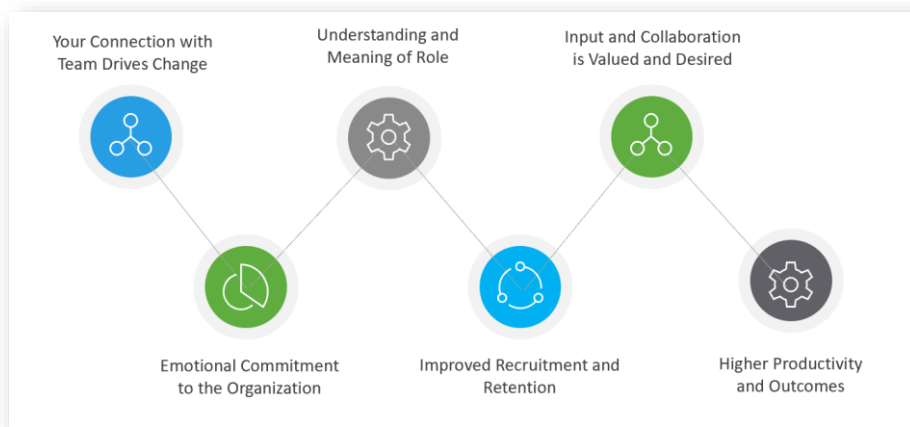 Your Connection with
Team Drives Change
Understanding and
Meaning of Role
Input and Collaboration
is Valued and Desired
Emotional Commitment
to the Organization
Improved Recruitment and
Retention
Higher Productivity
and Outcomes